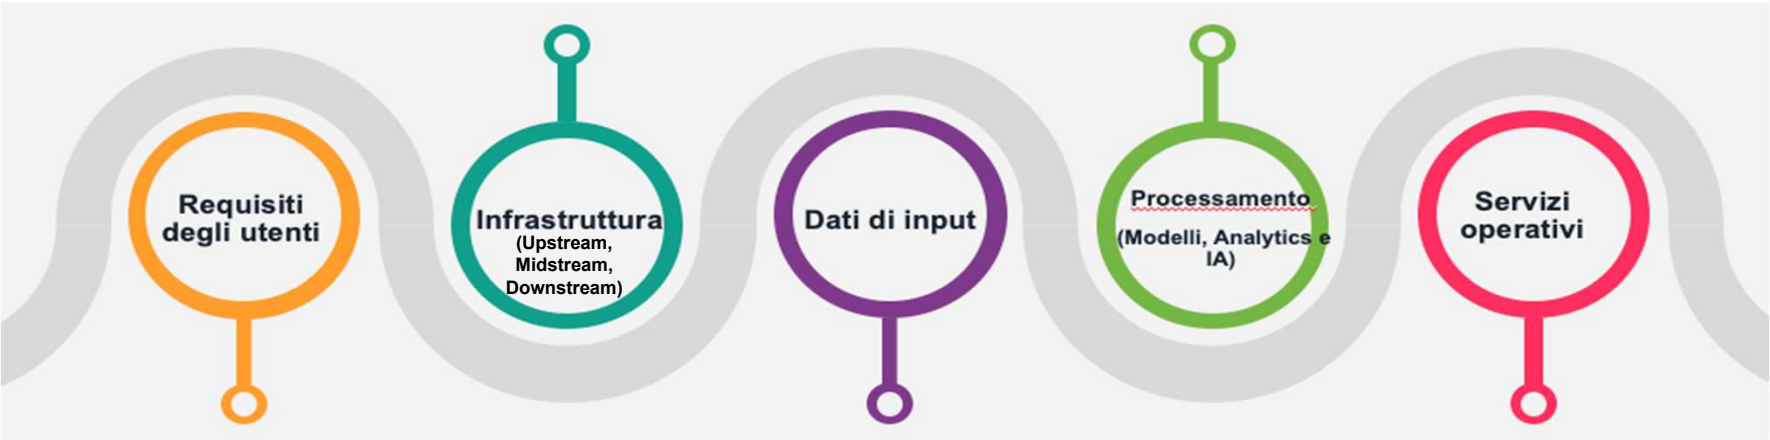 Requisiti
degli utenti
Infrastruttura
(Upstream,
Midstream,
Downstream)
Dati di input
Processamento
(Modelli, Analytics e
IA)
Servizi
operativi